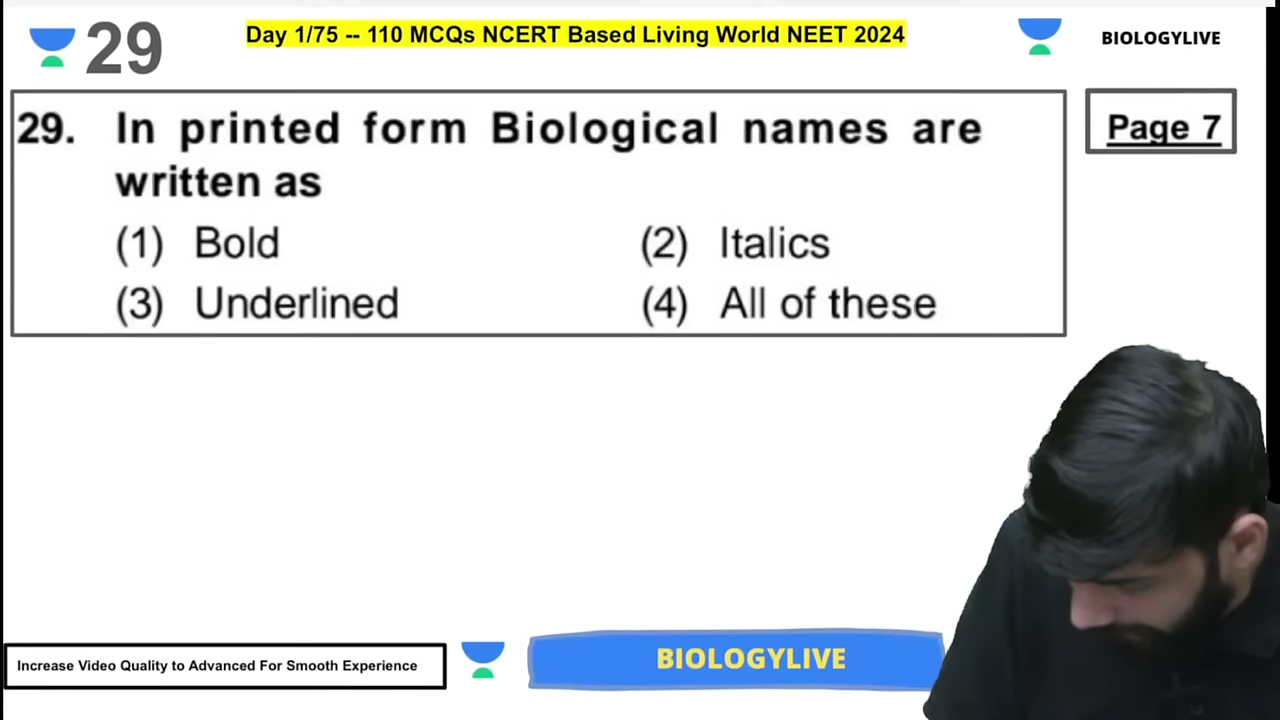 29
Day 1/75 -- 110 MCQs NCERT Based Living World NEET 2024
BIOLOGYLIVE
29. In printed form Biological names are
written as
Page 7
(1) Bold
(2) Italics
(3) Underlined
(4) All of these
Increase Video Quality to Advanced For Smooth Experience
BIOLOGYLIVE